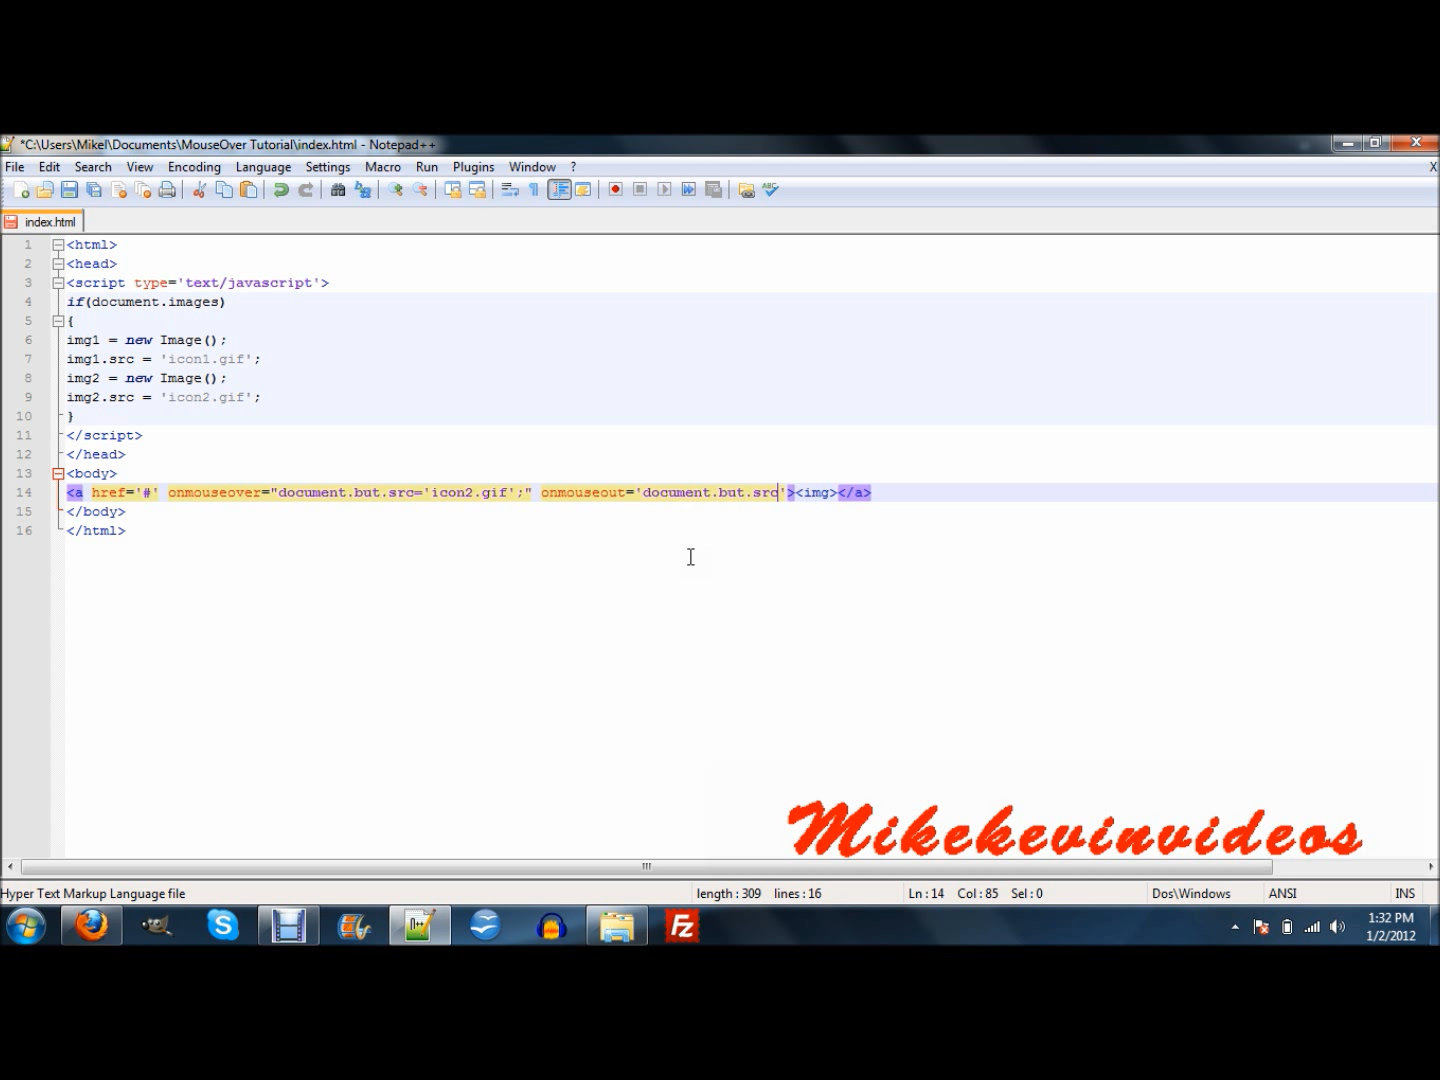 *C:\Users\Mikel\Documents\MouseOver Tutorial\index.html - Notepad++
File Edit Search View Encoding Language Settings Macro Run Plugins Window ? X
index.html
1 <html>
2 <head>
3 <script type='text/javascript'>
4 if(document.images)
5 {
6 img1 = new Image();
7 img1.src = 'icon1.gif';
8 img2 = new Image();
9 img2.src = 'icon2.gif';
10 }
11 </script>
12 </head>
13 <body>
14 <a href='#' onmouseover="document.but.src='icon2.gif';" onmouseout='document.but.src'><img></a>
15 </body>
16 </html>
Mikekevinvideos
Hyper Text Markup Language file length : 309 lines : 16 Ln : 14 Col : 85 Sel : 0 Dos\Windows ANSI INS
1:32 PM
1/2/2012